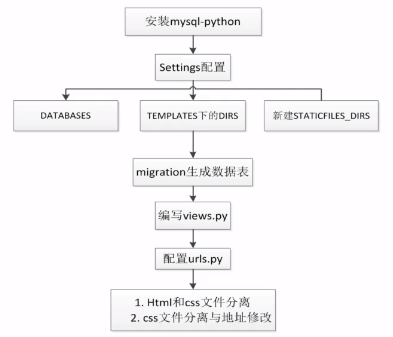 安装mysql-python
Settings配置
DATABASES
TEMPLATES下的DIRS
新建STATICFILES_DIRS
migration生成数据表
编写views.py
配置urls.py
1. Html和css文件分离
2. css文件分离与地址修改